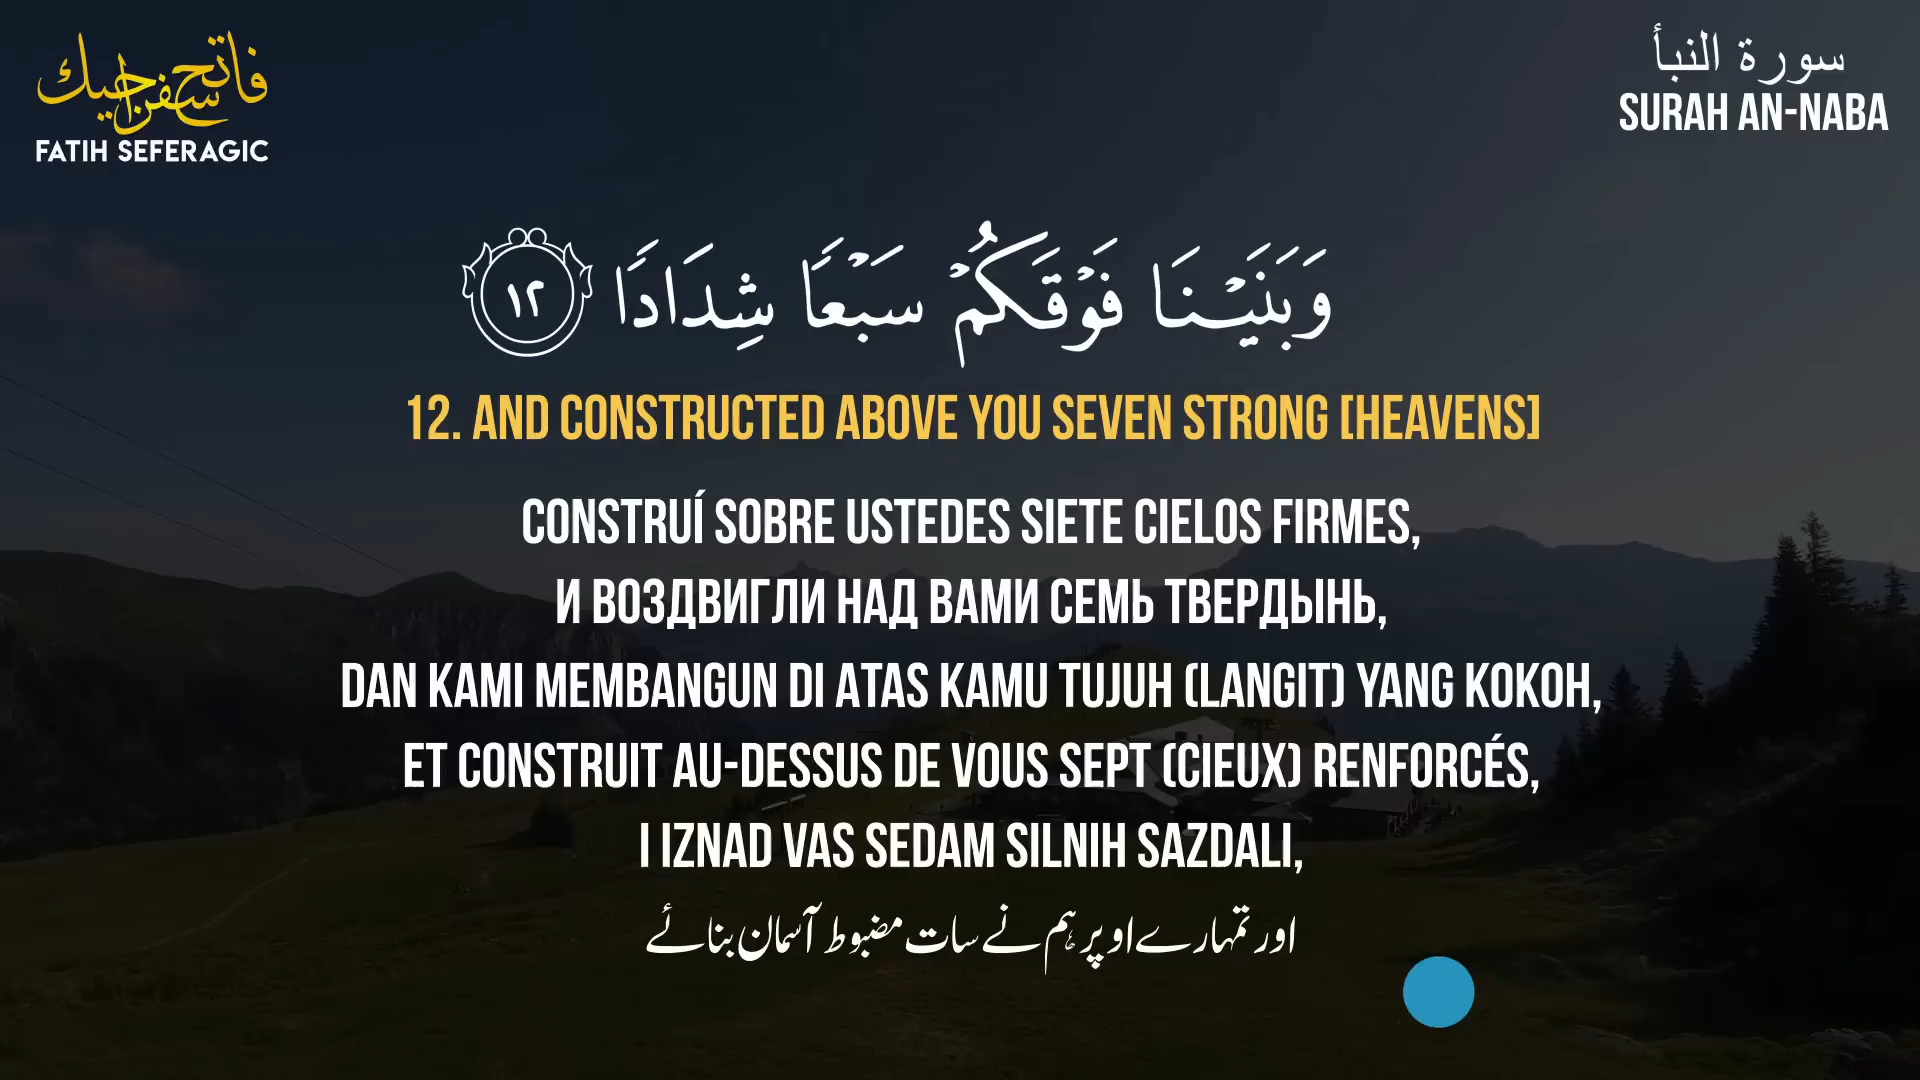 فاتح سفراجيك
FATIH SEFERAGIC
سورة النبأ
SURAH AN-NABA
وَبَنَيْنَا فَوْقَكُمْ سَبْعًا شِدَادًا ١٢
12. AND CONSTRUCTED ABOVE YOU SEVEN STRONG [HEAVENS]
CONSTRUÍ SOBRE USTEDES SIETE CIELOS FIRMES,
И ВОЗДВИГЛИ НАД ВАМИ СЕМЬ ТВЕРДЫНЬ,
DAN KAMI MEMBANGUN DI ATAS KAMU TUJUH (LANGIT) YANG KOKOH,
ET CONSTRUIT AU-DESSUS DE VOUS SEPT (CIEUX) RENFORCÉS,
I IZNAD VAS SEDAM SILNIH SAZDALI,
اور تمہارے اوپر ہم نے سات مضبوط آسمان بنائے